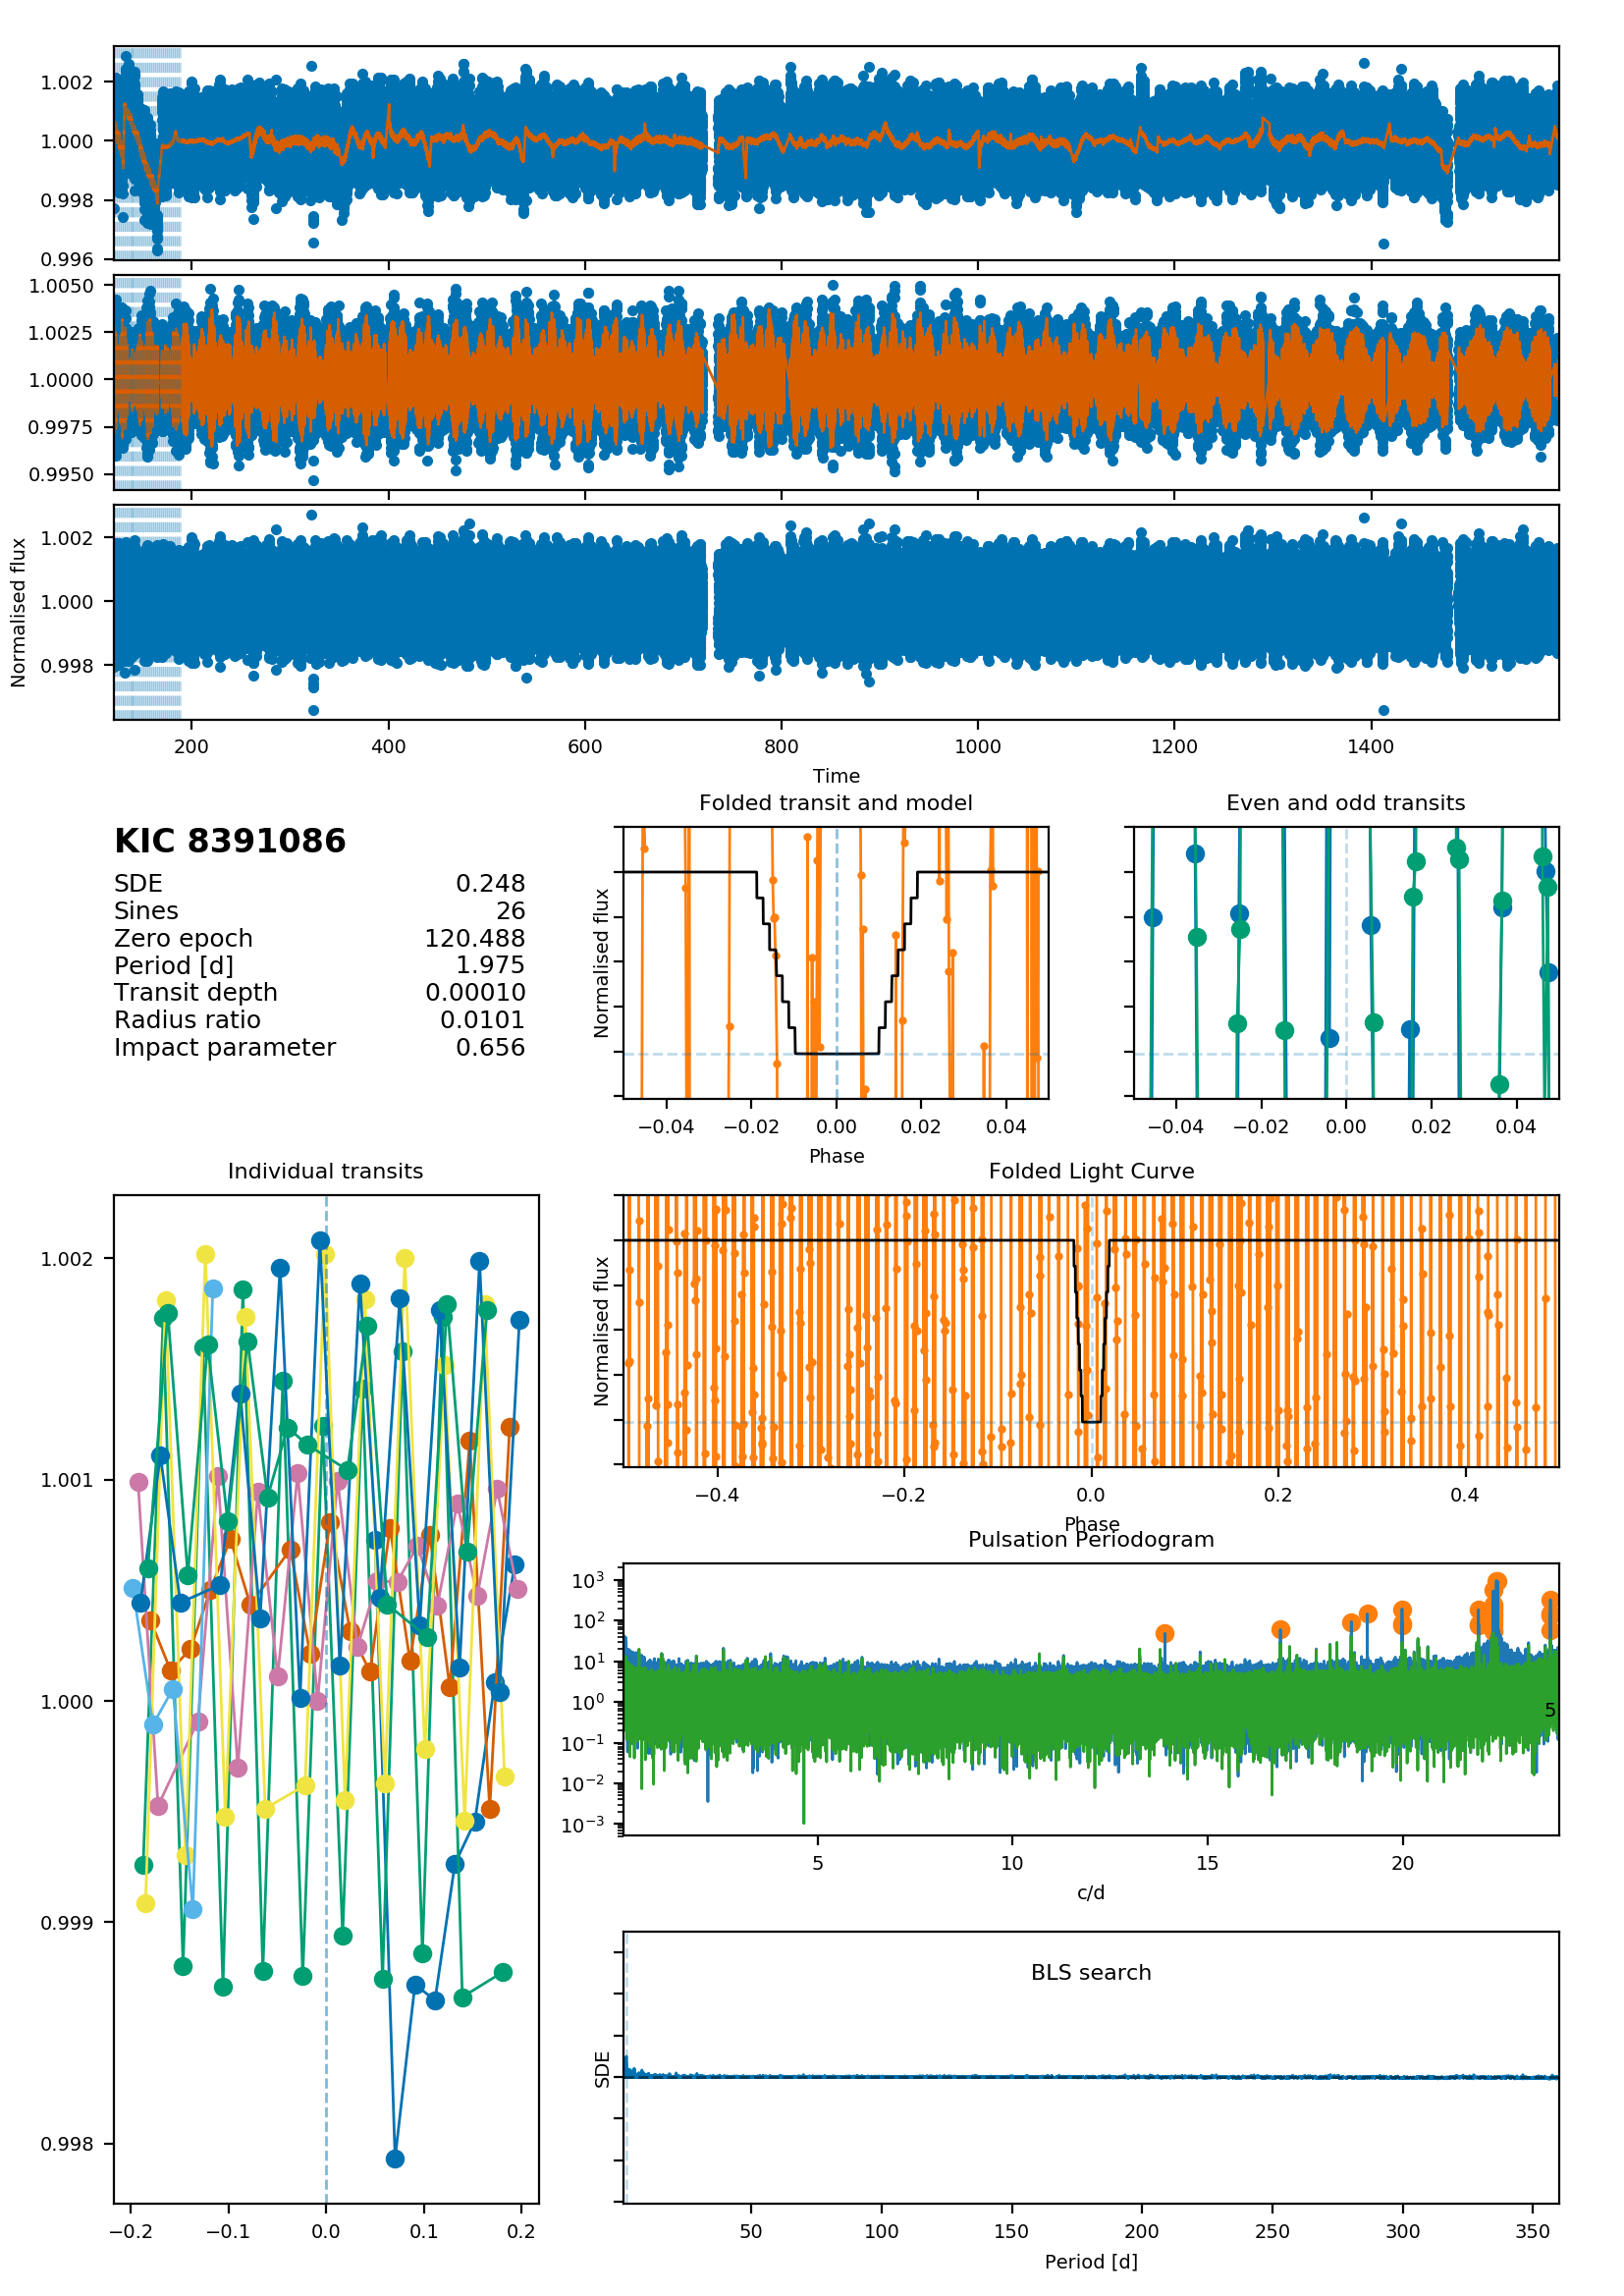 1.002
1.000
0.998
0.996
1.0050
1.0025
1.0000
0.9975
0.9950
1.002
1.000
0.998
Normalised flux
200 400 600 800 1000 1200 1400
Time
KIC 8391086
SDE 0.248
Sines 26
Zero epoch 120.488
Period [d] 1.975
Transit depth 0.00010
Radius ratio 0.0101
Impact parameter 0.656
Folded transit and model
Normalised flux
−0.04 −0.02 0.00 0.02 0.04
Phase
Even and odd transits
−0.04 −0.02 0.00 0.02 0.04
Individual transits
1.002
1.001
1.000
0.999
0.998
−0.2 −0.1 0.0 0.1 0.2
Folded Light Curve
Normalised flux
−0.4 −0.2 0.0 0.2 0.4
Phase
Pulsation Periodogram
10³
10²
10¹
10⁰
10⁻¹
10⁻²
10⁻³
5
5 10 15 20
c/d
BLS search
SDE
50 100 150 200 250 300 350
Period [d]